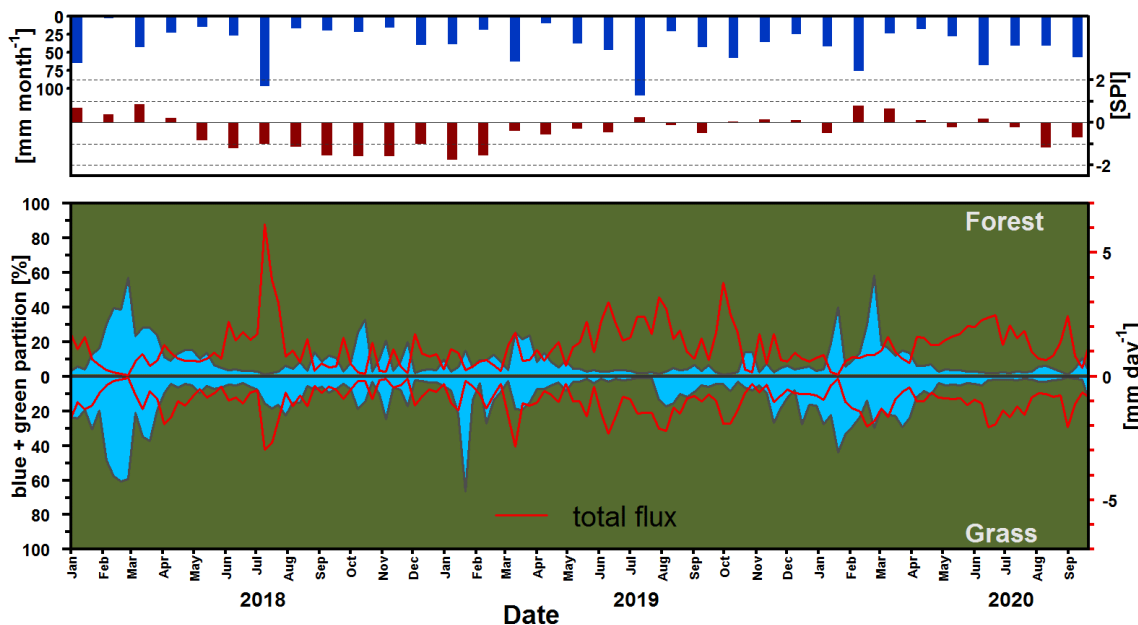 0
25
50
75
100
[mm month-1]
2
0
-2
[SPI]
100
80
60
40
20
0
20
40
60
80
100
blue + green partition [%]
Forest
5
0
-5
[mm day-1]
total flux
Grass
Jan Feb Mar Apr May Jun Jul Aug Sep Oct Nov Dec Jan Feb Mar Apr May Jun Jul Aug Sep Oct Nov Dec Jan Feb Mar Apr May Jun Jul Aug Sep
2018 2019 2020
Date